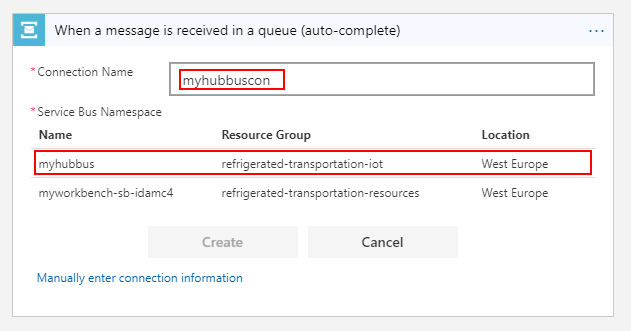 When a message is received in a queue (auto-complete)
...
*Connection Name
myhubbuscon
*Service Bus Namespace
Name Resource Group Location
myhubbus refrigerated-transportation-iot West Europe
myworkbench-sb-idamc4 refrigerated-transportation-resources West Europe
Create Cancel
Manually enter connection information